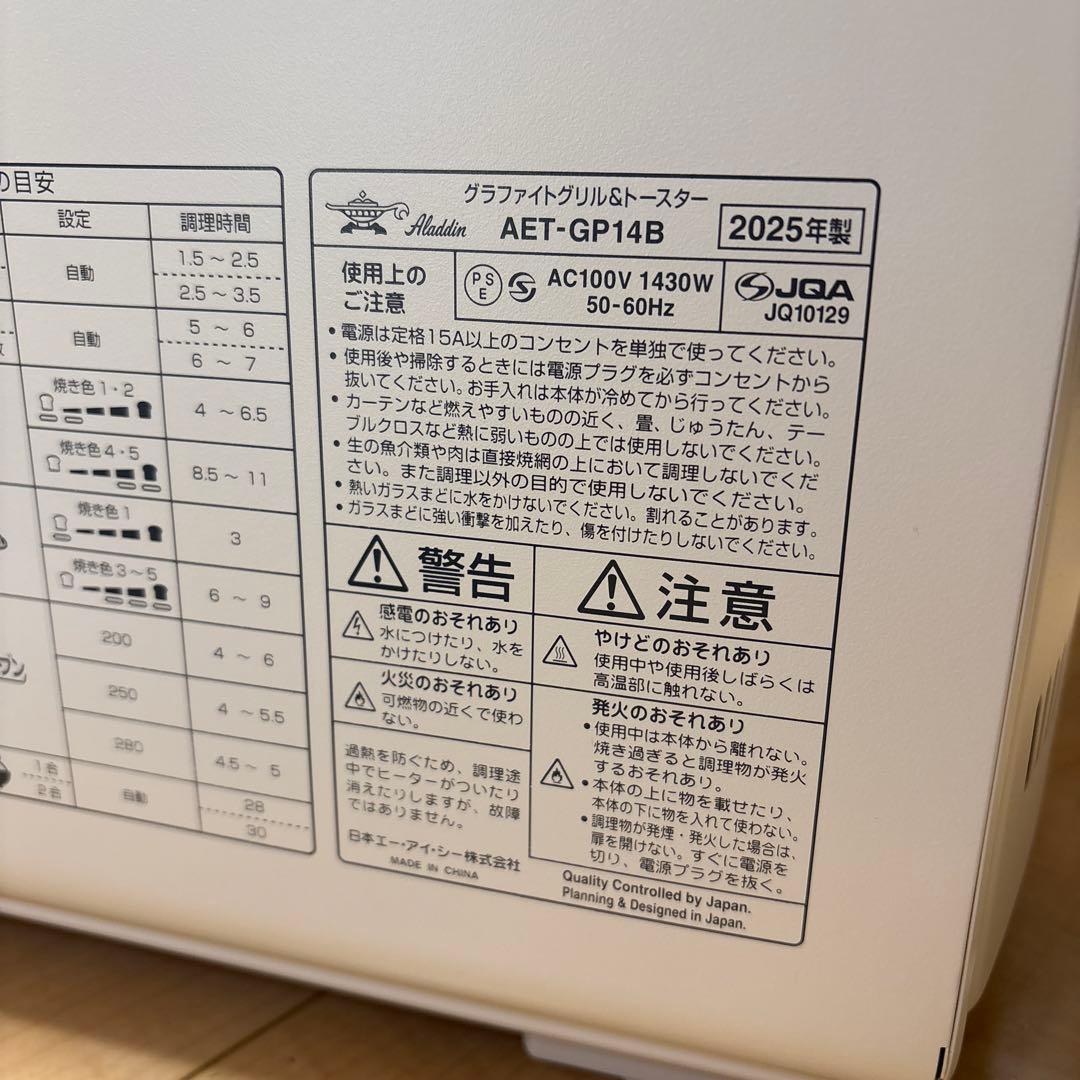 の目安
設定 調理時間
自動 1.5～2.5
2.5～3.5
自動 5 ～ 6
6 ～ 7
焼き色1・2
4 ～6.5
焼き色4・5
8.5～ 11
焼き色1
3
焼き色3～5
6 ～ 9
200
4 ～ 6
250
4 ～ 5.5
280
4.5～ 5
1合
2合
自動
28
30
グラファイトグリル&トースター
Aladdin AET-GP14B 2025年製
使用上の
ご注意
PSE
AC100V 1430W
50-60Hz
JQA
JQ10129
•電源は定格15A以上のコンセントを単独で使ってください。
•使用後や掃除するときには電源プラグを必ずコンセントから
抜いてください。お手入れは本体が冷めてから行ってください。
•カーテンなど燃えやすいものの近く、畳、じゅうたん、テー
ブルクロスなど熱に弱いものの上では使用しないでください。
•生の魚介類や肉は直接焼網の上において調理しないでくだ
さい。また調理以外の目的で使用しないでください。
•熱いガラスまどに水をかけないでください。割れることがあります。
•ガラスまどに強い衝撃を加えたり、傷を付けたりしないでください。
警告
感電のおそれあり
水につけたり、水を
かけたりしない。
火災のおそれあり
可燃物の近くで使わ
ない。
過熱を防ぐため、調理途
中でヒーターがついたり
消えたりしますが、故障
ではありません。
日本エー・アイ・シー株式会社
MADE IN CHINA
注意
やけどのおそれあり
使用中や使用後しばらくは
高温部に触れない。
発火のおそれあり
•使用中は本体から離れない。
焼き過ぎると調理物が発火
するおそれあり。
•本体の上に物を載せたり、
本体の下に物を入れて使わない。
•調理物が発煙・発火した場合は、
扉を開けない。すぐに電源を
切り、電源プラグを抜く。
Quality Controlled by Japan.
Planning & Designed in Japan.